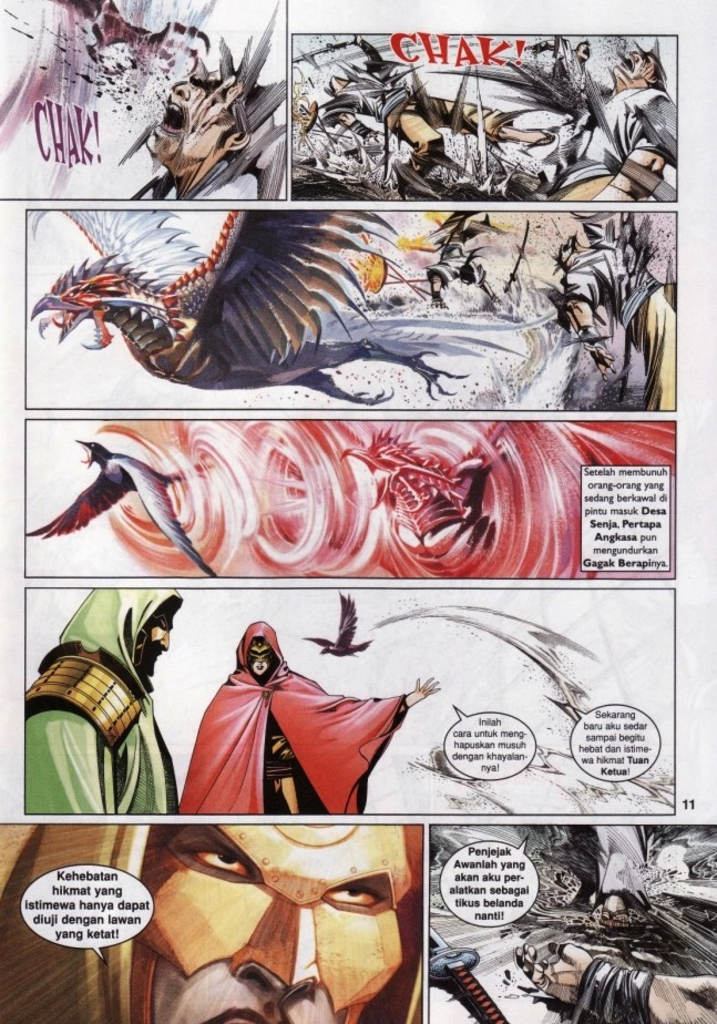 CHAK!
CHAK!
Setelah membunuh
orang-orang yang
sedang berkawal di
pintu masuk Desa
Senja, Pertapa
Angkasa pun
mengundurkan
Gagak Berapinya.
Inilah
cara untuk meng-
hapuskan musuh
dengan khayalan-
nya!
Sekarang
baru aku sedar
sampai begitu
hebat dan istime-
wa hikmat Tuan
Ketua!
11
Kehebatan
hikmat yang
istimewa hanya dapat
diuji dengan lawan
yang ketat!
Penjejak
Awanlah yang
akan aku per-
alatkan sebagai
tikus belanda
nanti!